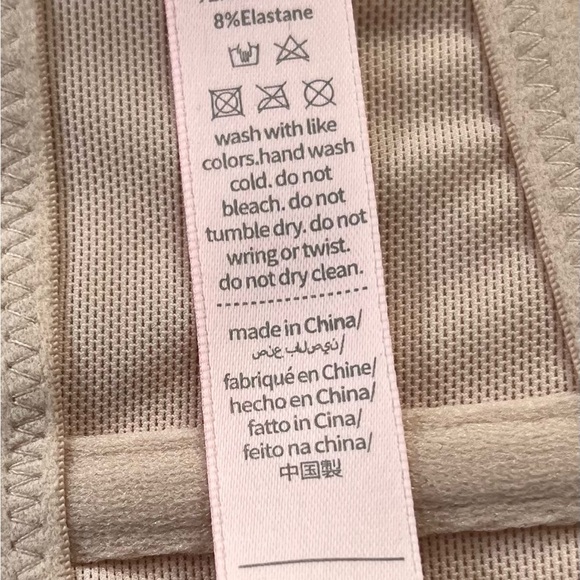 8%Elastane
wash with like
colors.hand wash
cold. do not
bleach. do not
tumble dry. do not
wring or twist.
do not dry clean.
made in China/
fabriqué en Chine/
hecho en China/
fatto in Cina/
feito na china/
中国製